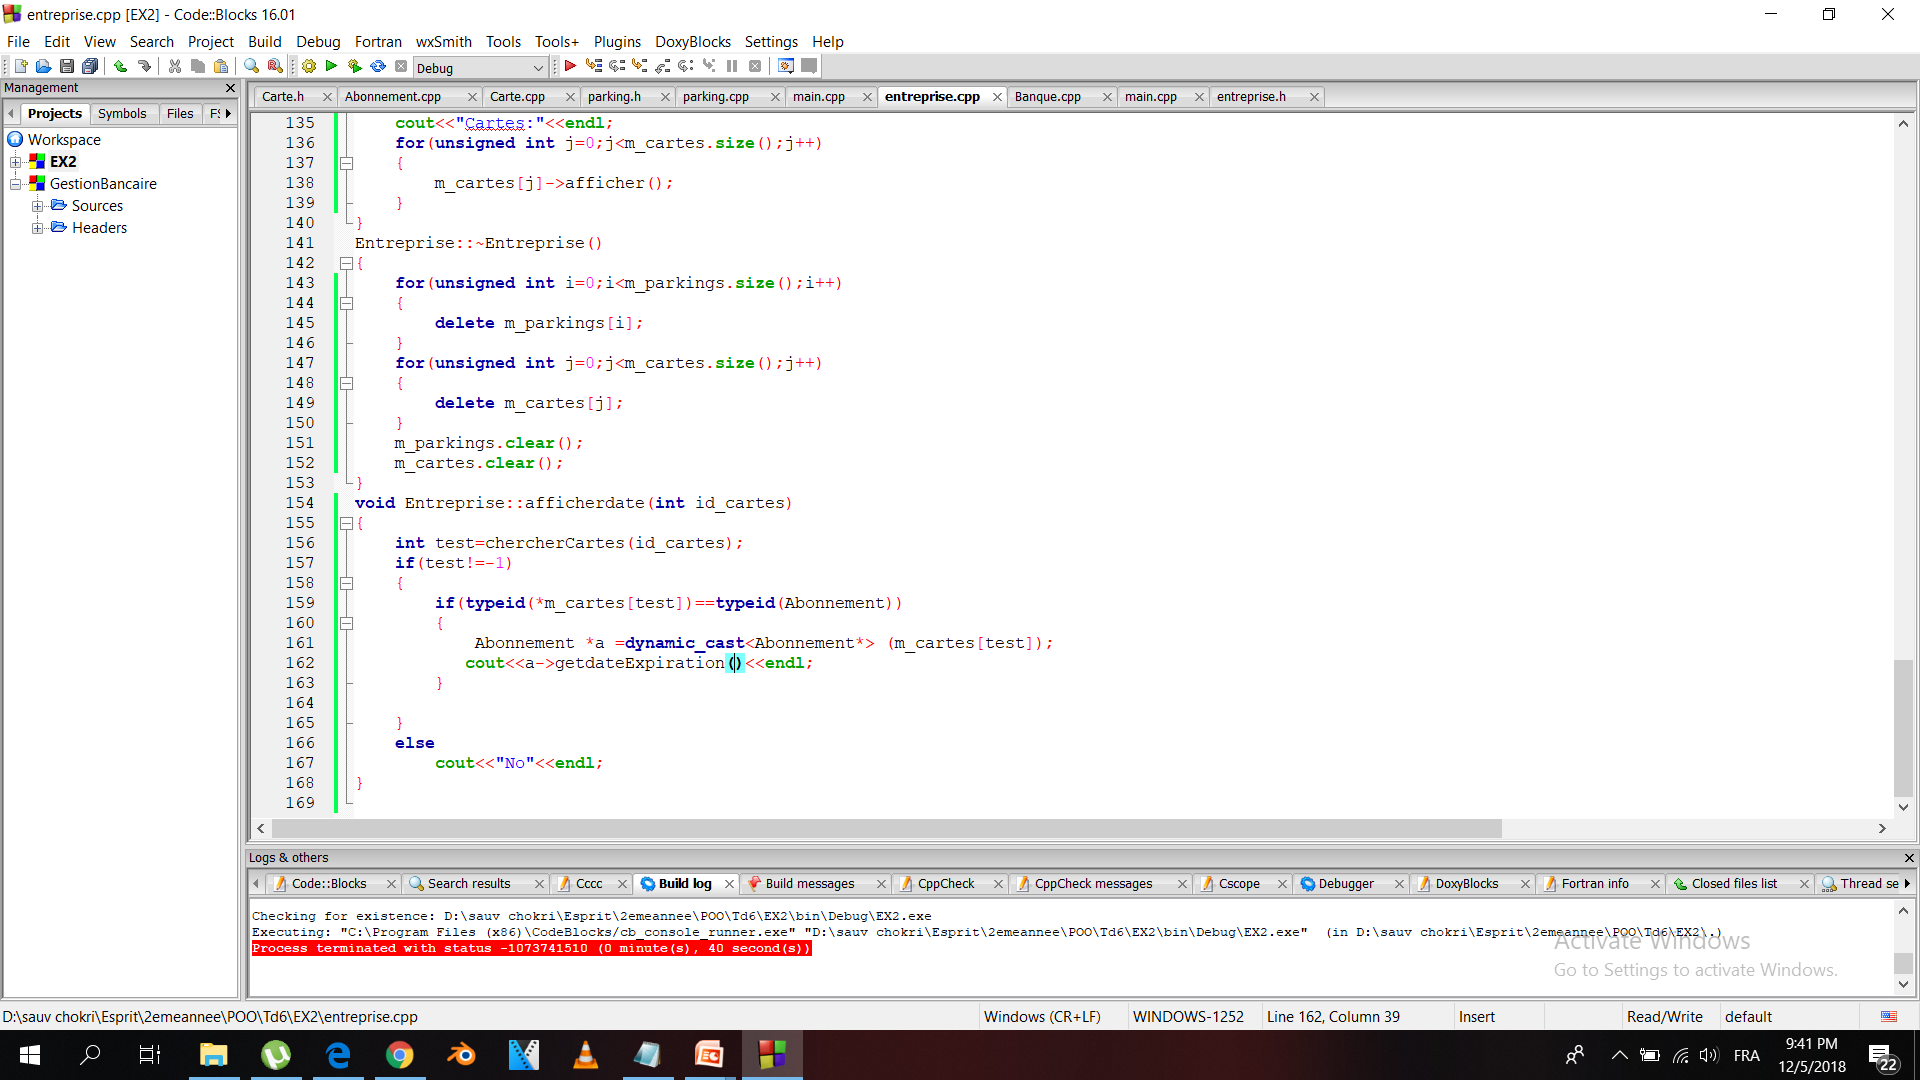 entreprise.cpp [EX2] - Code::Blocks 16.01
File Edit View Search Project Build Debug Fortran wxSmith Tools Tools+ Plugins DoxyBlocks Settings Help
Debug
Management
Projects Symbols Files
Workspace
EX2
GestionBancaire
Sources
Headers
Carte.h Abonnement.cpp Carte.cpp parking.h parking.cpp main.cpp entreprise.cpp Banque.cpp main.cpp entreprise.h
135 cout<<"Cartes:"<<endl;
136 for(unsigned int j=0;j<m_cartes.size();j++)
137 {
138 m_cartes[j]->afficher();
139 }
140 }
141 Entreprise::~Entreprise()
142 {
143 for(unsigned int i=0;i<m_parkings.size();i++)
144 {
145 delete m_parkings[i];
146 }
147 for(unsigned int j=0;j<m_cartes.size();j++)
148 {
149 delete m_cartes[j];
150 }
151 m_parkings.clear();
152 m_cartes.clear();
153 }
154 void Entreprise::afficherdate(int id_cartes)
155 {
156 int test=chercherCartes(id_cartes);
157 if(test!=-1)
158 {
159 if(typeid(*m_cartes[test])==typeid(Abonnement))
160 {
161 Abonnement *a =dynamic_cast<Abonnement*> (m_cartes[test]);
162 cout<<a->getdateExpiration()<<endl;
163 }
164
165 }
166 else
167 cout<<"No"<<endl;
168 }
169
Logs & others
Code::Blocks Search results Cccc Build log Build messages CppCheck CppCheck messages Cscope Debugger DoxyBlocks Fortran info Closed files list Thread se
Checking for existence: D:\sauv chokri\Esprit\2emeannee\POO\Td6\EX2\bin\Debug\EX2.exe
Executing: "C:\Program Files (x86)\CodeBlocks/cb_console_runner.exe" "D:\sauv chokri\Esprit\2emeannee\POO\Td6\EX2\bin\Debug\EX2.exe" (in D:\sauv chokri\Esprit\2emeannee\POO\Td6\EX2\.)
Process terminated with status -1073741510 (0 minute(s), 40 second(s))
Activate Windows
Go to Settings to activate Windows.
D:\sauv chokri\Esprit\2emeannee\POO\Td6\EX2\entreprise.cpp Windows (CR+LF) WINDOWS-1252 Line 162, Column 39 Insert Read/Write default
FRA
9:41 PM
12/5/2018
22